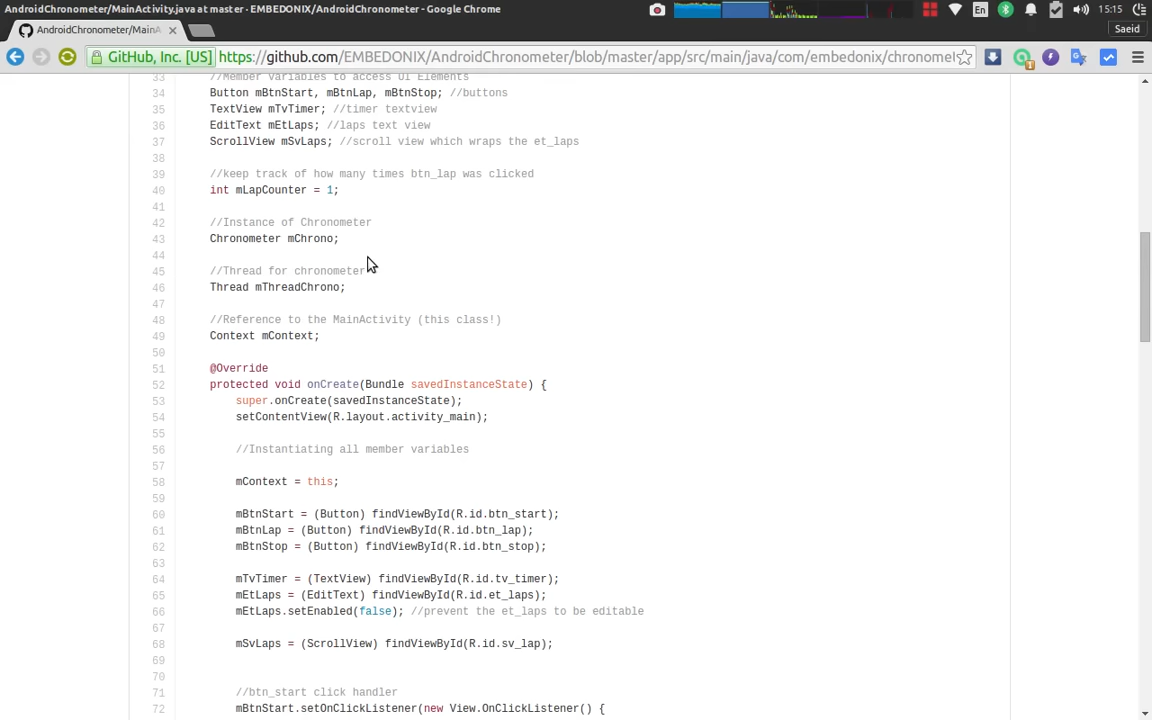 AndroidChronometer/MainActivity.java at master · EMBEDONIX/AndroidChronometer - Google Chrome
En
15:15
AndroidChronometer/MainA
Saeid
GitHub, Inc. [US]
https://github.com/EMBEDONIX/AndroidChronometer/blob/master/app/src/main/java/com/embedonix/chronomet
33 //Member variables to access UI Elements
34 Button mBtnStart, mBtnLap, mBtnStop; //buttons
35 TextView mTvTimer; //timer textview
36 EditText mEtLaps; //laps text view
37 ScrollView mSvLaps; //scroll view which wraps the et_laps
38
39 //keep track of how many times btn_lap was clicked
40 int mLapCounter = 1;
41
42 //Instance of Chronometer
43 Chronometer mChrono;
44
45 //Thread for chronometer
46 Thread mThreadChrono;
47
48 //Reference to the MainActivity (this class!)
49 Context mContext;
50
51 @Override
52 protected void onCreate(Bundle savedInstanceState) {
53 super.onCreate(savedInstanceState);
54 setContentView(R.layout.activity_main);
55
56 //Instantiating all member variables
57
58 mContext = this;
59
60 mBtnStart = (Button) findViewById(R.id.btn_start);
61 mBtnLap = (Button) findViewById(R.id.btn_lap);
62 mBtnStop = (Button) findViewById(R.id.btn_stop);
63
64 mTvTimer = (TextView) findViewById(R.id.tv_timer);
65 mEtLaps = (EditText) findViewById(R.id.et_laps);
66 mEtLaps.setEnabled(false); //prevent the et_laps to be editable
67
68 mSvLaps = (ScrollView) findViewById(R.id.sv_lap);
69
70
71 //btn_start click handler
72 mBtnStart.setOnClickListener(new View.OnClickListener() {